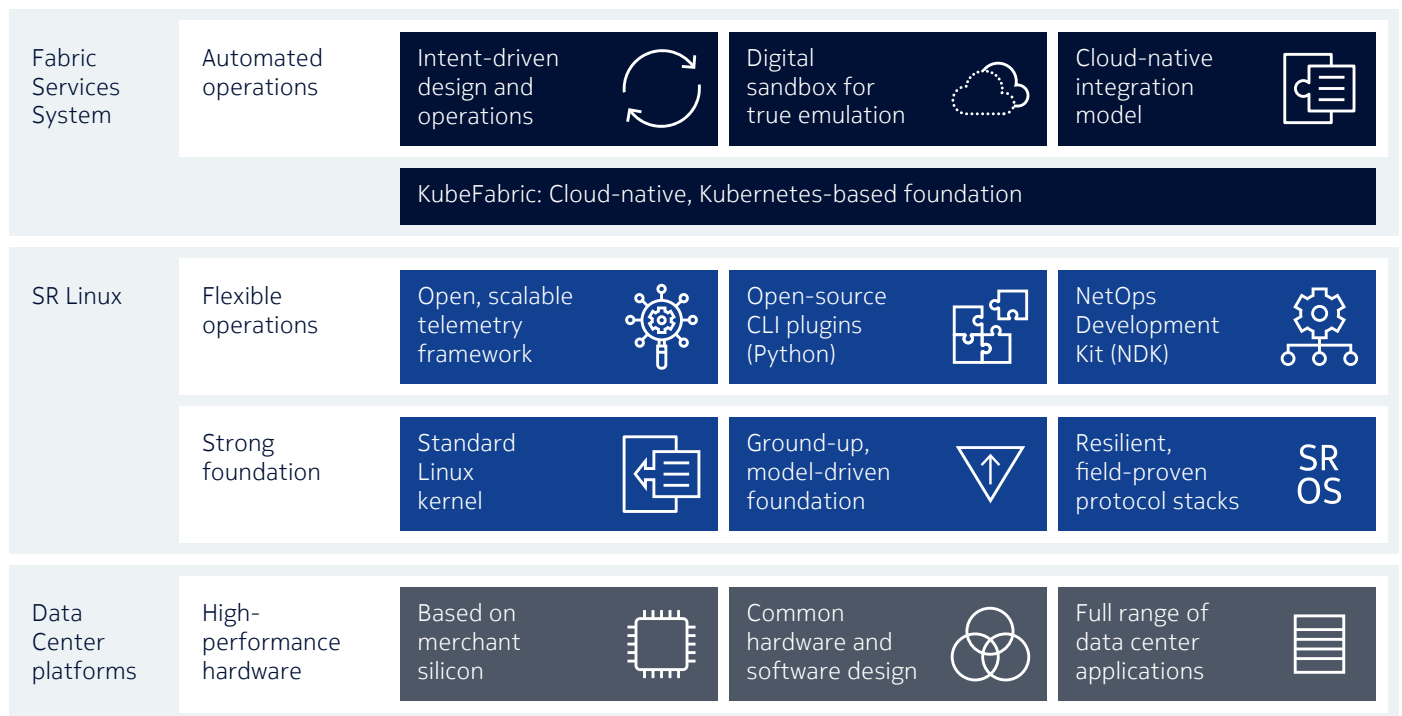 Fabric
Services
System
Automated
operations
Intent-driven
design and
operations
Digital
sandbox for
true emulation
Cloud-native
integration
model
KubeFabric: Cloud-native, Kubernetes-based foundation
SR Linux
Flexible
operations
Open, scalable
telemetry
framework
Open-source
CLI plugins
(Python)
NetOps
Development
Kit (NDK)
Strong
foundation
Standard
Linux
kernel
Ground-up,
model-driven
foundation
Resilient,
field-proven
protocol stacks
SR
OS
Data
Center
platforms
High-
performance
hardware
Based on
merchant
silicon
Common
hardware and
software design
Full range of
data center
applications